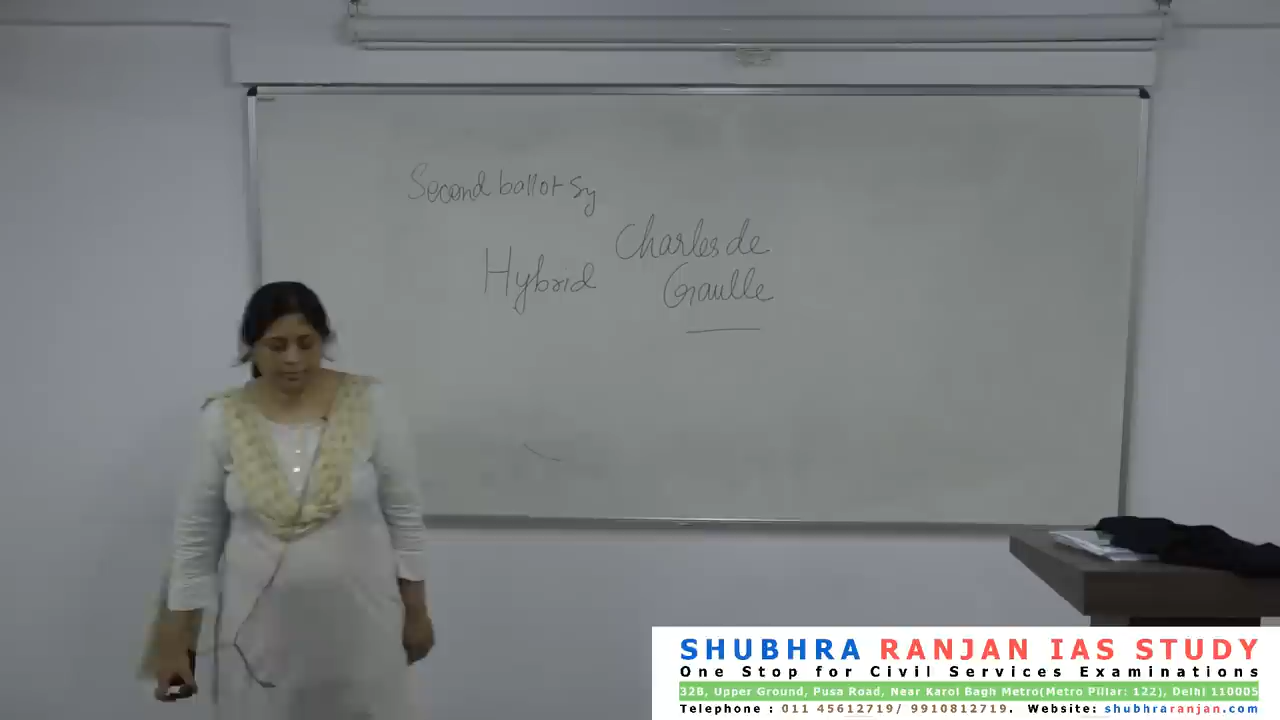 Second ballot Sy
Hybrid
Charles de
Gaulle
SHUBHRA RANJAN IAS STUDY
One Stop for Civil Services Examinations
32B, Upper Ground, Pusa Road, Near Karol Bagh Metro(Metro Pillar: 122), Delhi 110005
Telephone : 011 45612719/ 9910812719. Website: shubhraranjan.com